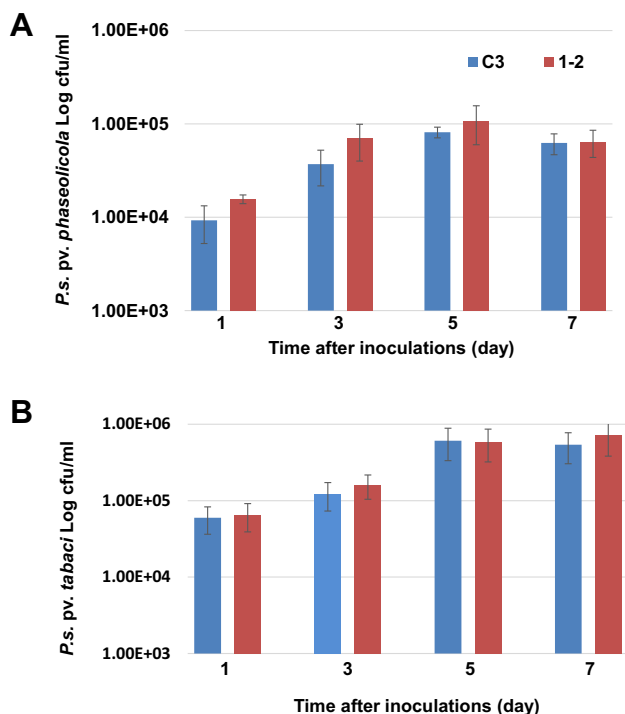 A
P.s. pv. phaseolicola Log cfu/ml
1.00E+06
1.00E+05
1.00E+04
1.00E+03
C3 1-2
1 3 5 7
Time after inoculations (day)
B
P.s. pv. tabaci Log cfu/ml
1.00E+06
1.00E+05
1.00E+04
1.00E+03
1 3 5 7
Time after inoculations (day)